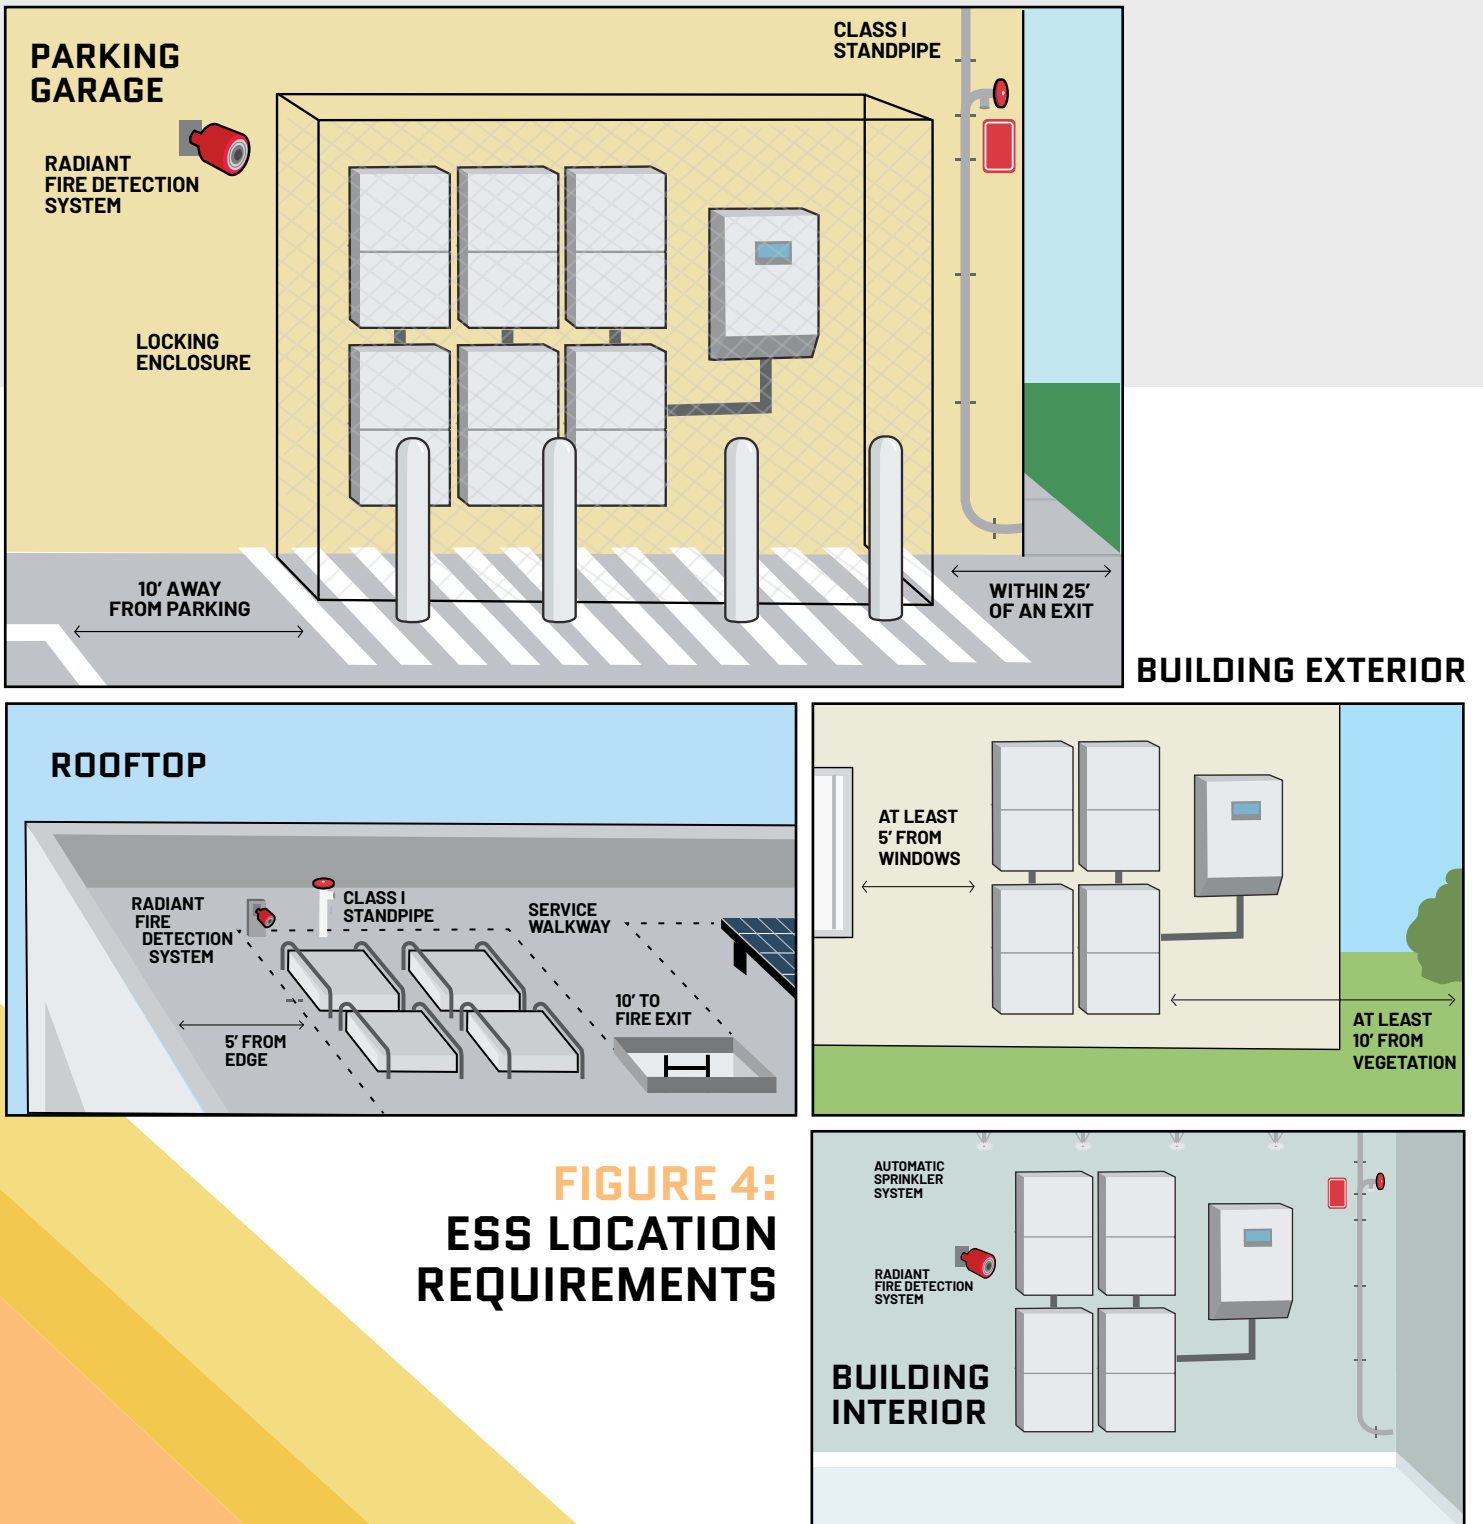 PARKING
GARAGE
CLASS I
STANDPIPE
RADIANT
FIRE DETECTION
SYSTEM
LOCKING
ENCLOSURE
10′ AWAY
FROM PARKING
WITHIN 25′
OF AN EXIT
BUILDING EXTERIOR
ROOFTOP
RADIANT
FIRE
DETECTION
SYSTEM
CLASS I
STANDPIPE
SERVICE
WALKWAY
10′ TO
FIRE EXIT
5′ FROM
EDGE
AT LEAST
5′ FROM
WINDOWS
AT LEAST
10′ FROM
VEGETATION
FIGURE 4:
ESS LOCATION
REQUIREMENTS
AUTOMATIC
SPRINKLER
SYSTEM
RADIANT
FIRE DETECTION
SYSTEM
BUILDING
INTERIOR